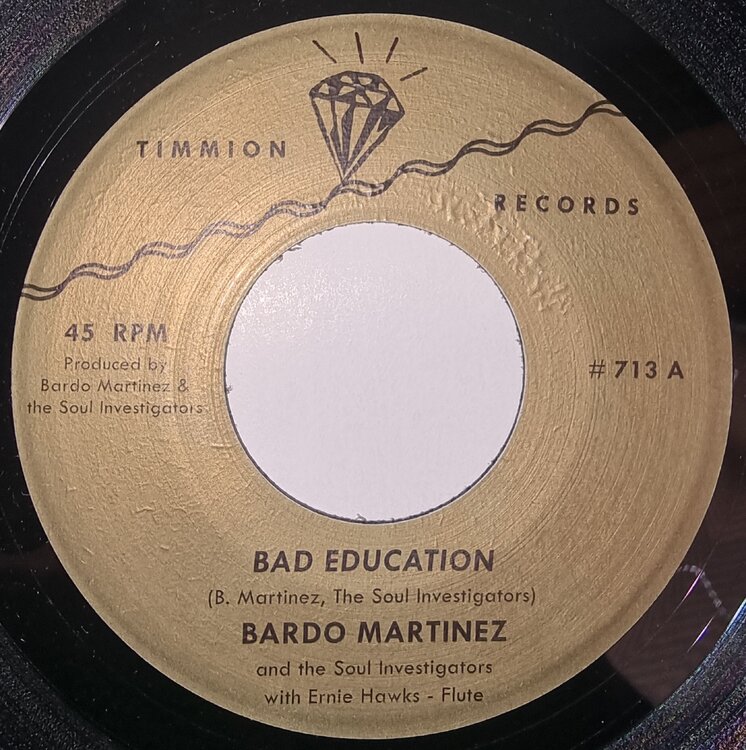 TIMMION
RECORDS
45 RPM
Produced by
Bardo Martinez &
the Soul Investigators
# 713 A
BAD EDUCATION
(B. Martinez, The Soul Investigators)
BARDO MARTINEZ
and the Soul Investigators
with Ernie Hawks - Flute